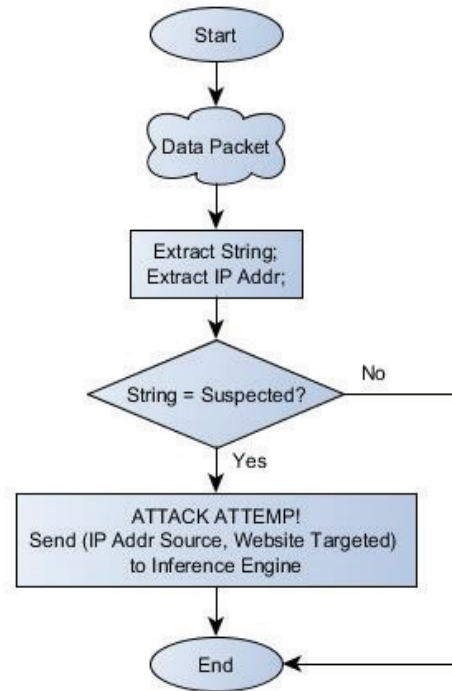 Start
Data Packet
Extract String;
Extract IP Addr;
String = Suspected?
No
Yes
ATTACK ATTEMP!
Send (IP Addr Source, Website Targeted)
to Inference Engine
End